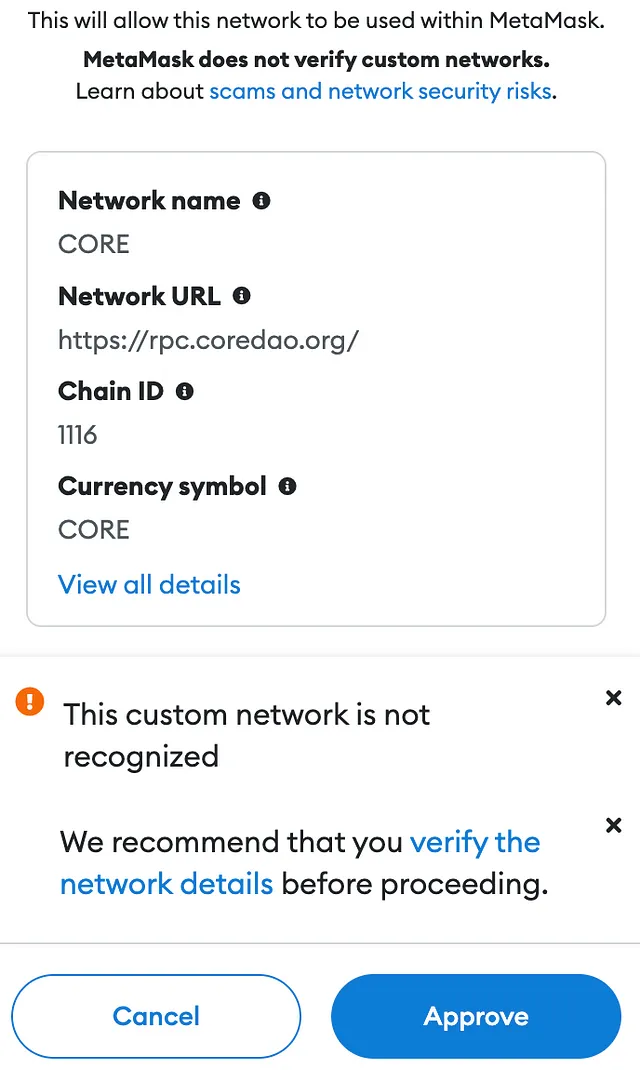 This will allow this network to be used within MetaMask.
MetaMask does not verify custom networks.
Learn about scams and network security risks.
Network name
CORE
Network URL
https://rpc.coredao.org/
Chain ID
1116
Currency symbol
CORE
View all details
This custom network is not
recognized
We recommend that you verify the
network details before proceeding.
Cancel
Approve